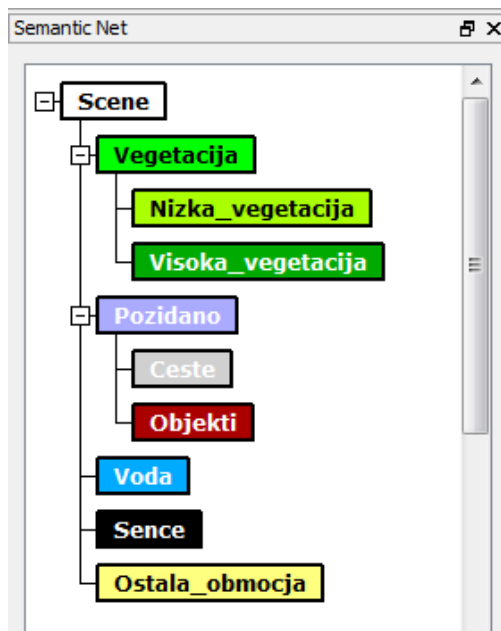 Semantic Net
Scene
Vegetacija
Nizka_vegetacija
Visoka_vegetacija
Pozidano
Ceste
Objekti
Voda
Sence
Ostala_obmocja